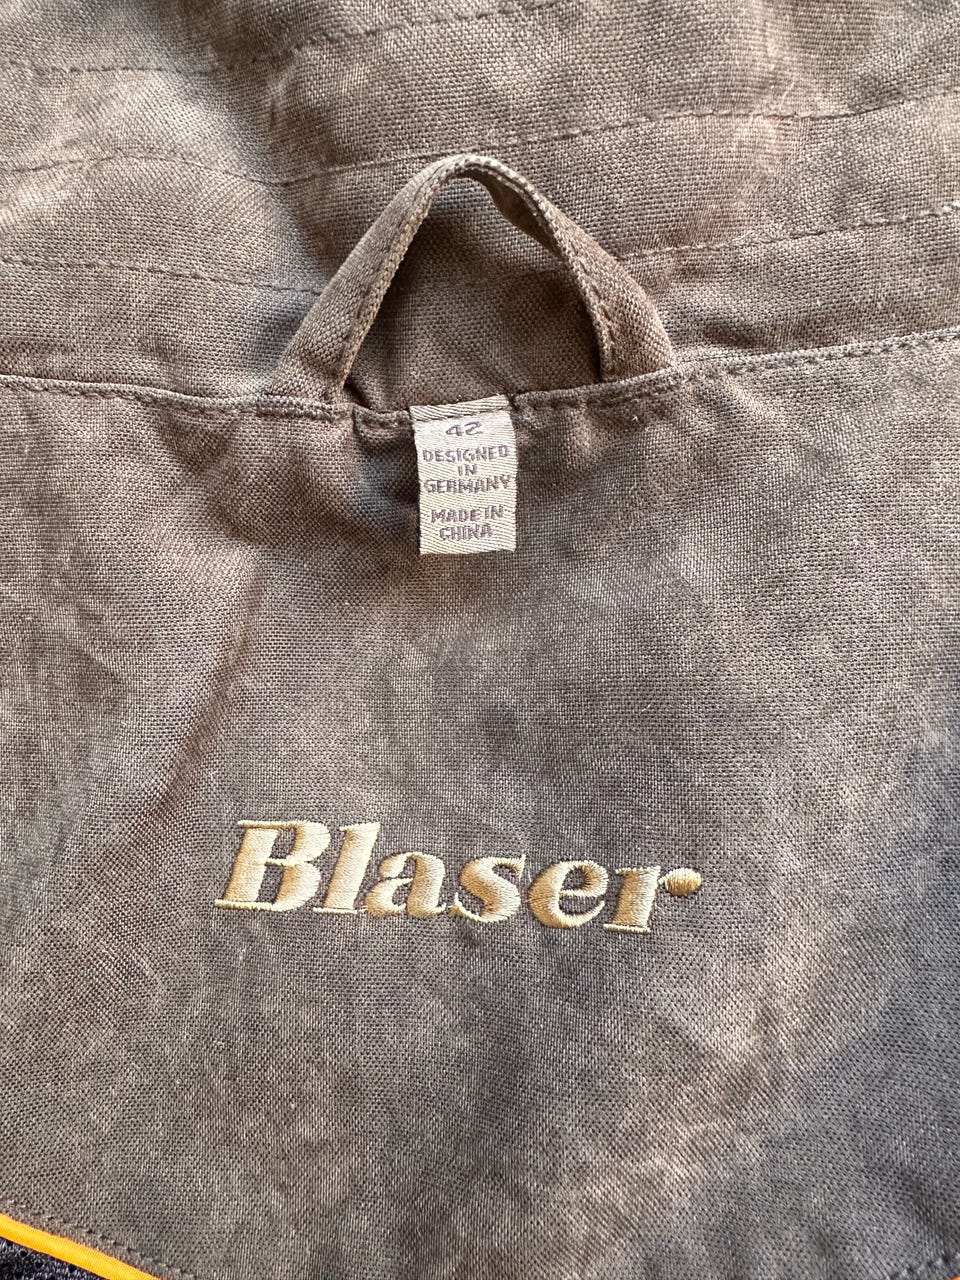 42
DESIGNED
IN
GERMANY
MADE IN
CHINA
Blaser